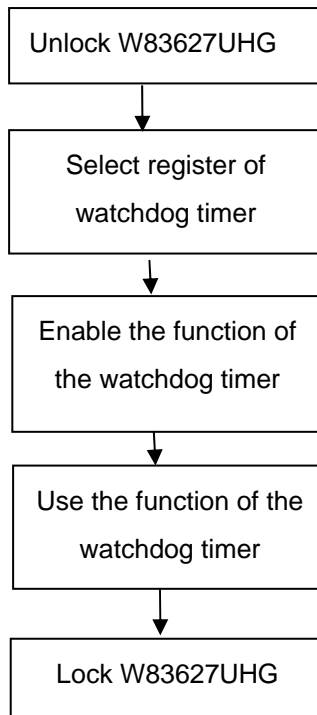 Unlock W83627UHG
Select register of
watchdog timer
Enable the function of
the watchdog timer
Use the function of the
watchdog timer
Lock W83627UHG